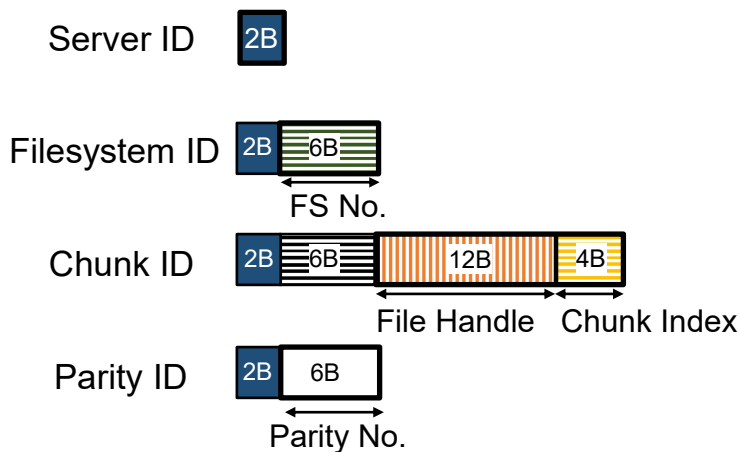 Server ID 2B
Filesystem ID 2B 6B
FS No.
Chunk ID 2B 6B 12B 4B
File Handle Chunk Index
Parity ID 2B 6B
Parity No.